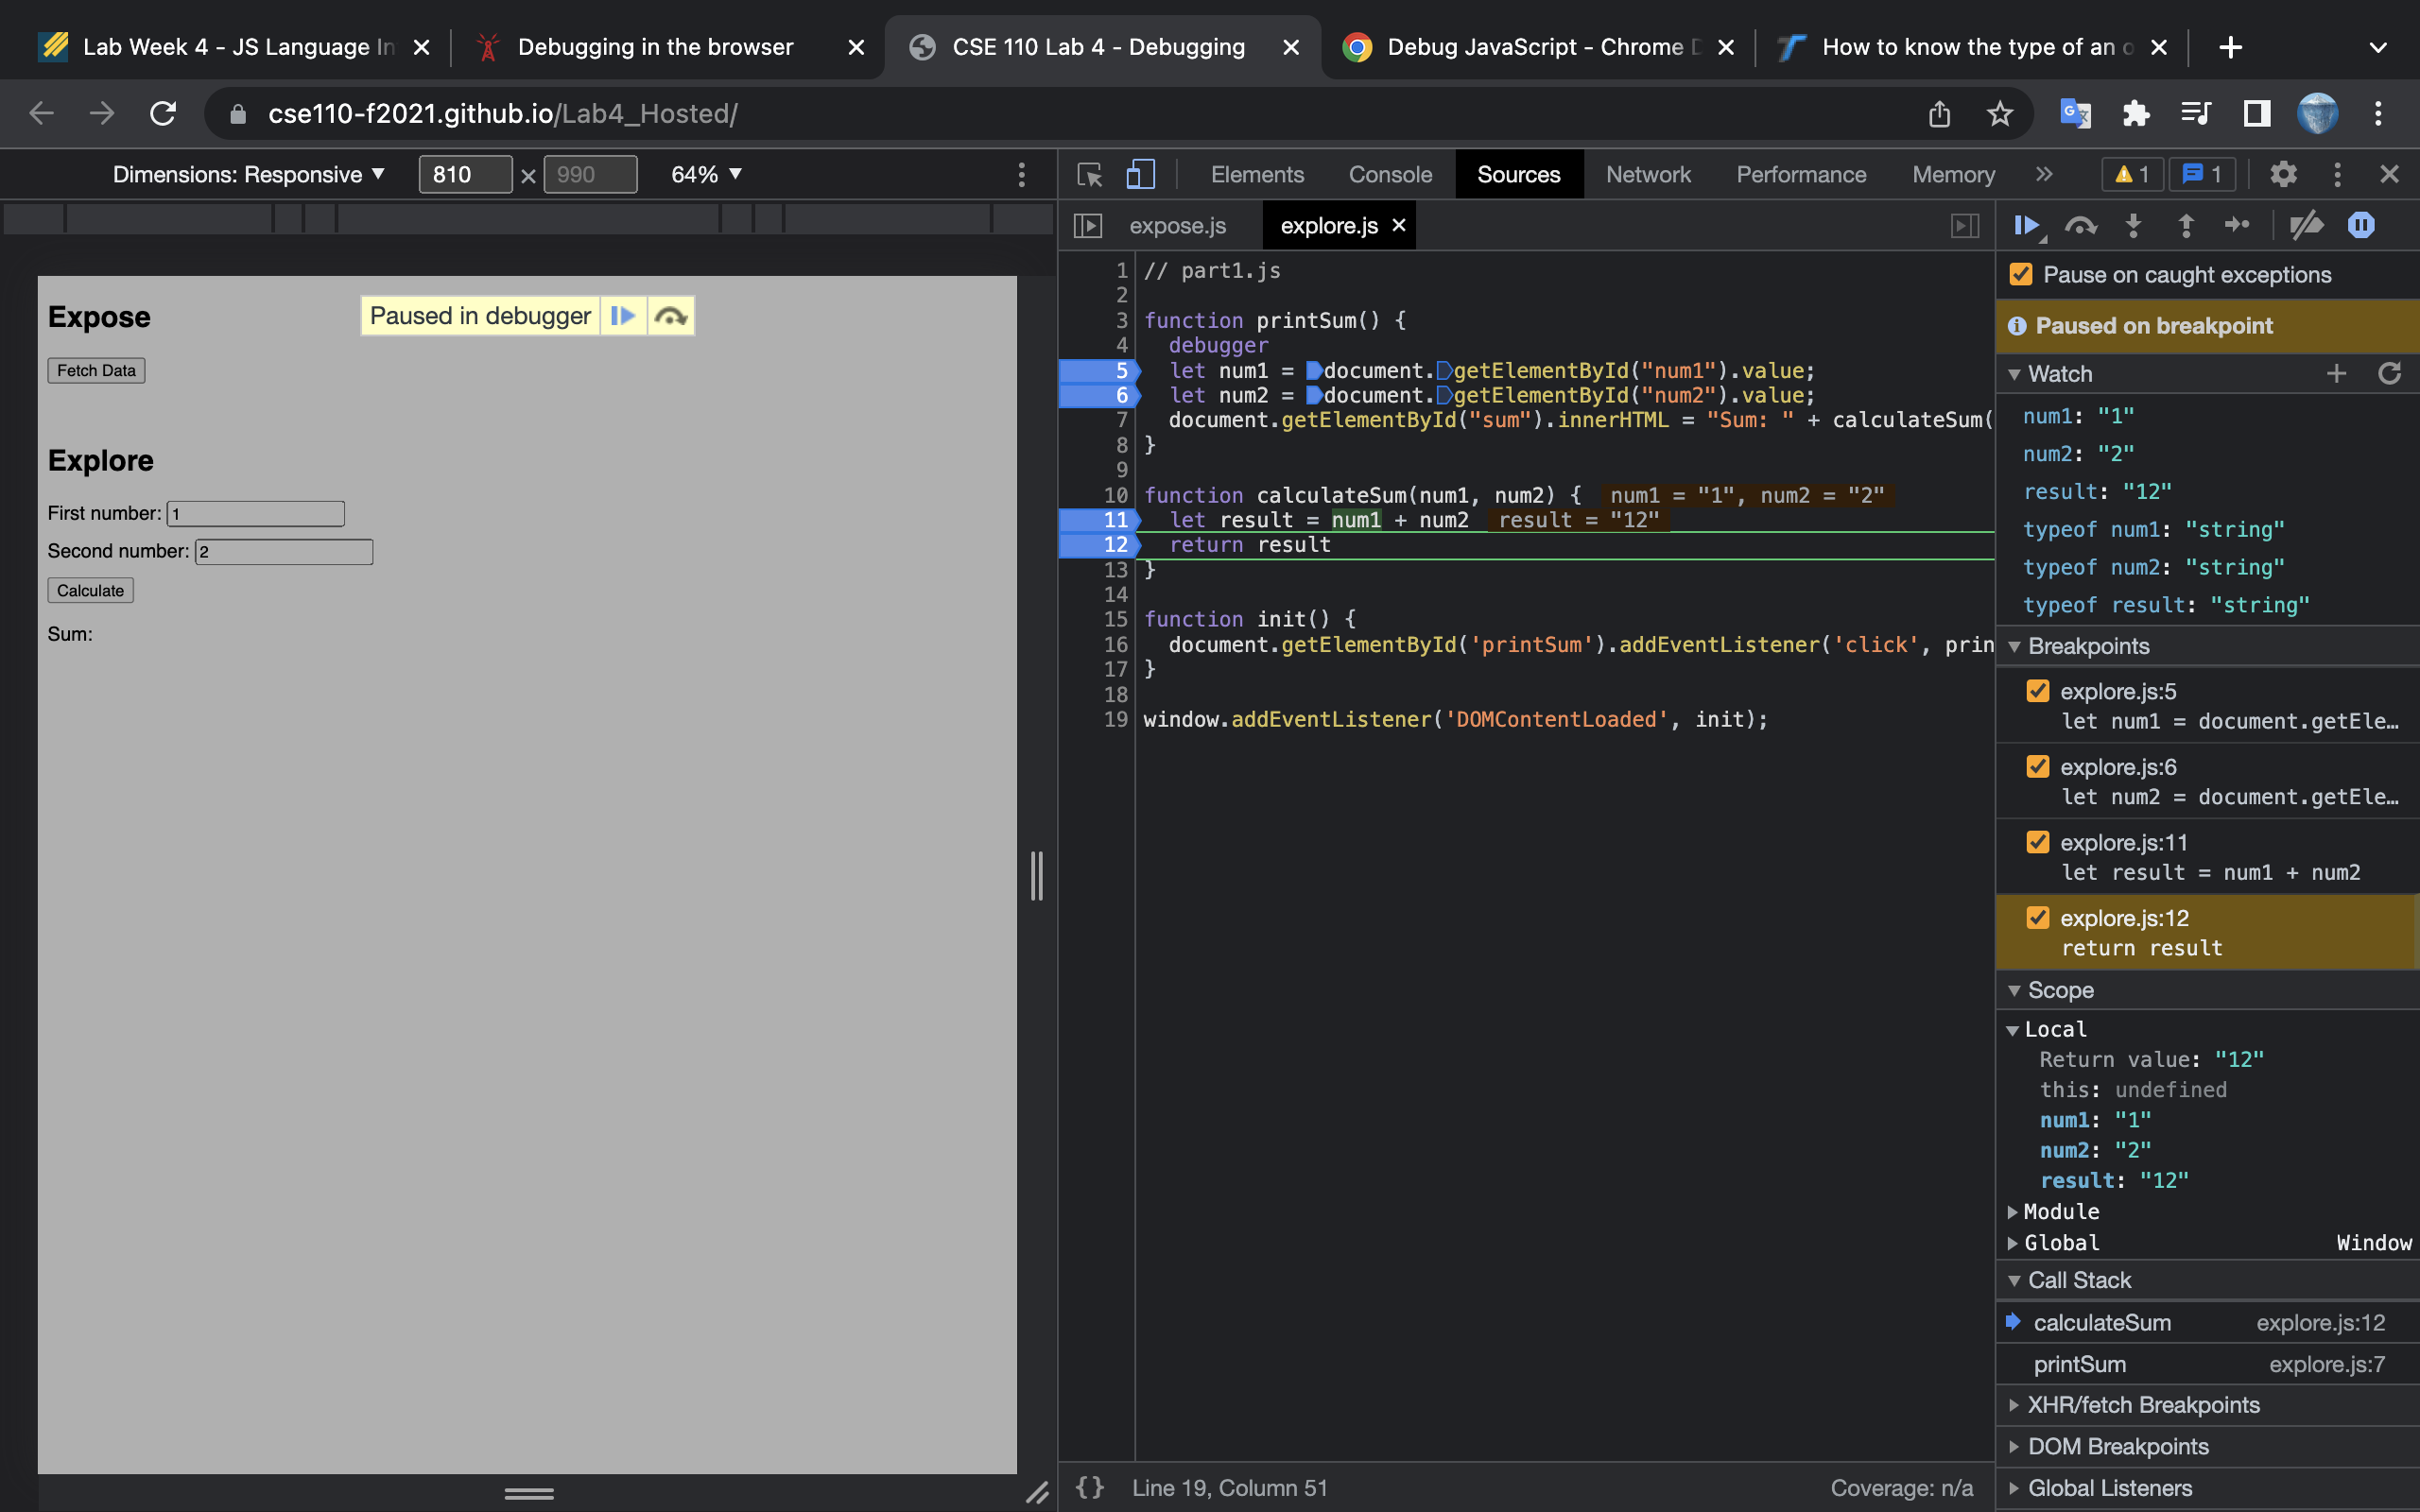 Lab Week 4 - JS Language In
Debugging in the browser
CSE 110 Lab 4 - Debugging
Debug JavaScript - Chrome D
How to know the type of an o
cse110-f2021.github.io/Lab4_Hosted/
Dimensions: Responsive
810 × 990
64%
Elements
Console
Sources
Network
Performance
Memory
1
1
expose.js
explore.js
Expose
Paused in debugger
Fetch Data
Explore
First number: 1
Second number: 2
Calculate
Sum:
1 // part1.js
2
3 function printSum() {
4 debugger
5 let num1 = document.getElementById("num1").value;
6 let num2 = document.getElementById("num2").value;
7 document.getElementById("sum").innerHTML = "Sum: " + calculateSum(
8 }
9
10 function calculateSum(num1, num2) { num1 = "1", num2 = "2"
11 let result = num1 + num2 result = "12"
12 return result
13 }
14
15 function init() {
16 document.getElementById('printSum').addEventListener('click', prin
17 }
18
19 window.addEventListener('DOMContentLoaded', init);
{} Line 19, Column 51
Coverage: n/a
Pause on caught exceptions
Paused on breakpoint
Watch
num1: "1"
num2: "2"
result: "12"
typeof num1: "string"
typeof num2: "string"
typeof result: "string"
Breakpoints
explore.js:5
let num1 = document.getEle…
explore.js:6
let num2 = document.getEle…
explore.js:11
let result = num1 + num2
explore.js:12
return result
Scope
Local
Return value: "12"
this: undefined
num1: "1"
num2: "2"
result: "12"
Module
Global Window
Call Stack
calculateSum explore.js:12
printSum explore.js:7
XHR/fetch Breakpoints
DOM Breakpoints
Global Listeners